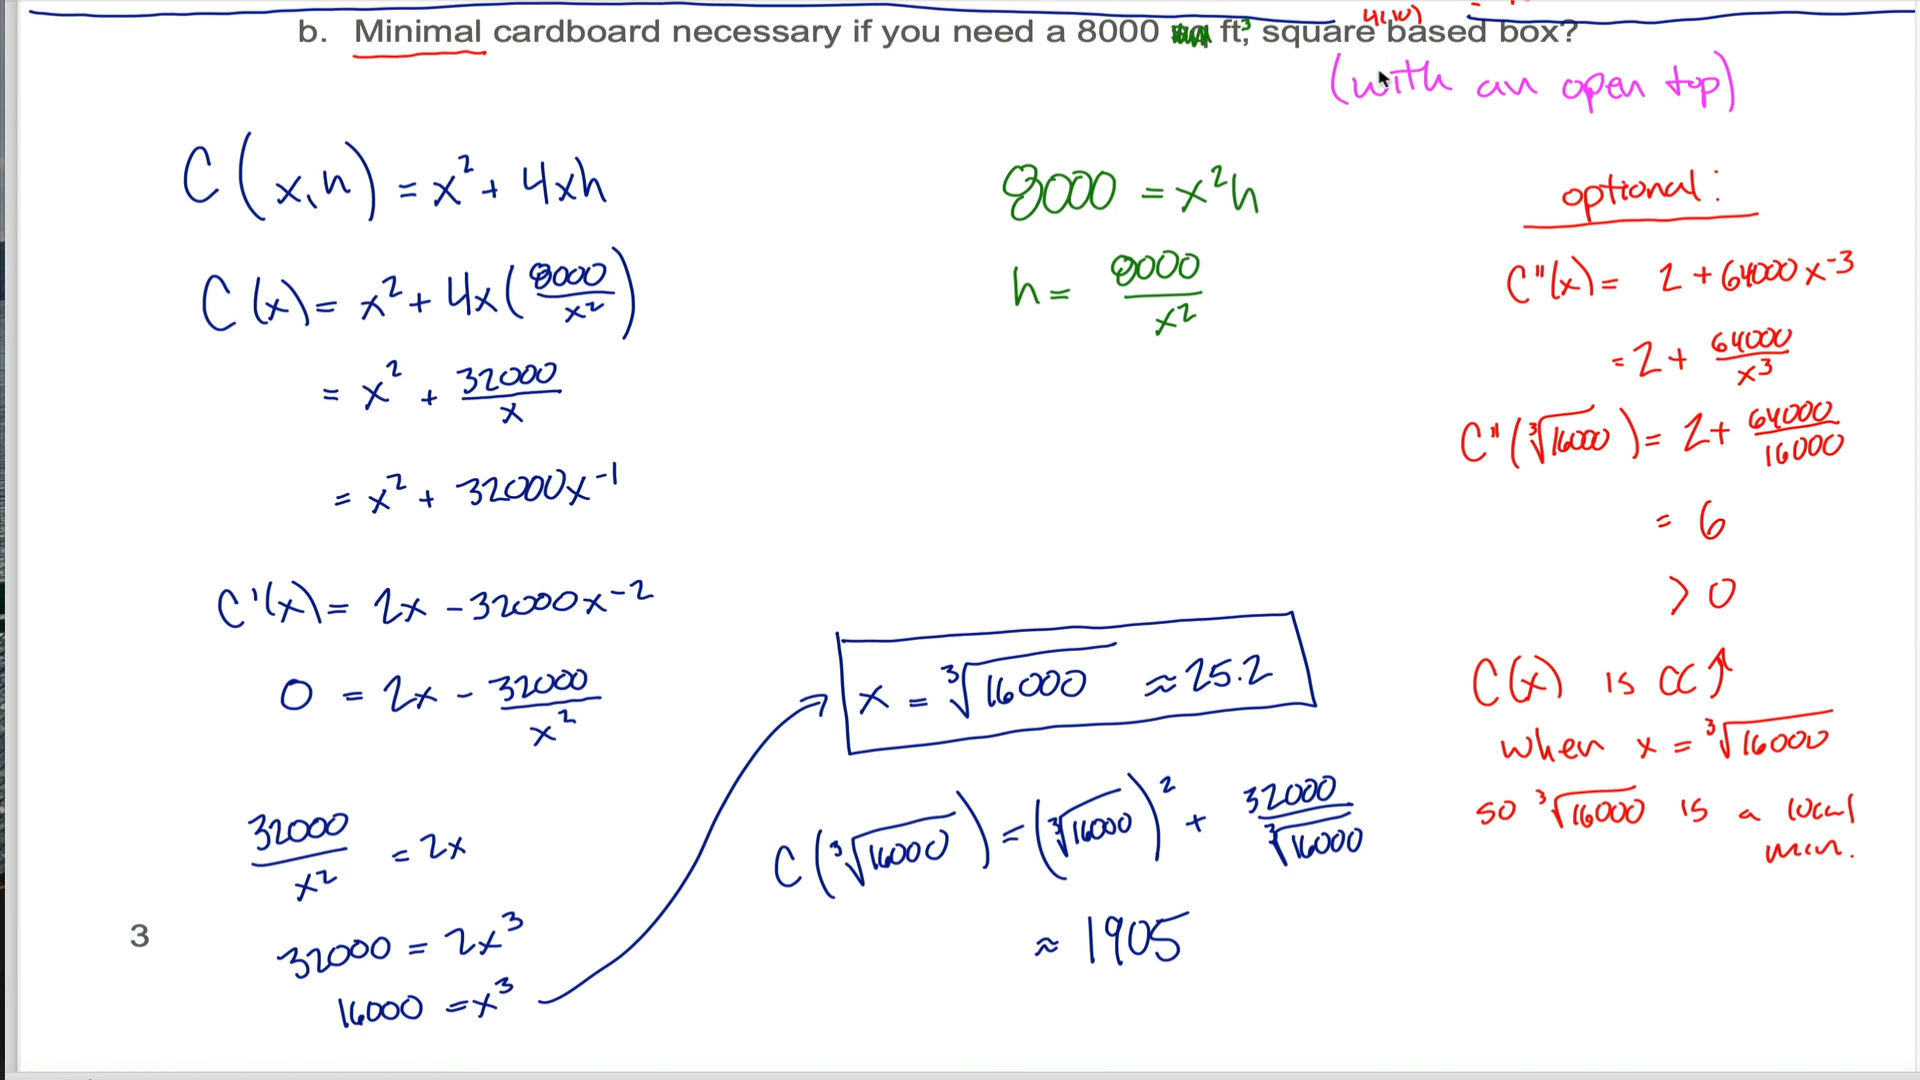 4(10)
b. Minimal cardboard necessary if you need a 8000 ft³, square based box?
(with an open top)
C(x,h) = x² + 4xh
C(x) = x² + 4x(8000/x²)
= x² + 32000/x
= x² + 32000x⁻¹
C'(x) = 2x - 32000x⁻²
0 = 2x - 32000/x²
32000/x² = 2x
32000 = 2x³
16000 = x³
3
8000 = x²h
h = 8000/x²
x = ∛16000 ≈ 25.2
C(∛16000) = (∛16000)² + 32000/∛16000
≈ 1905
optional:
C''(x) = 2 + 64000x⁻³
= 2 + 64000/x³
C''(∛16000) = 2 + 64000/16000
= 6
> 0
C(x) is CC↑
when x = ∛16000
so ∛16000 is a local
min.